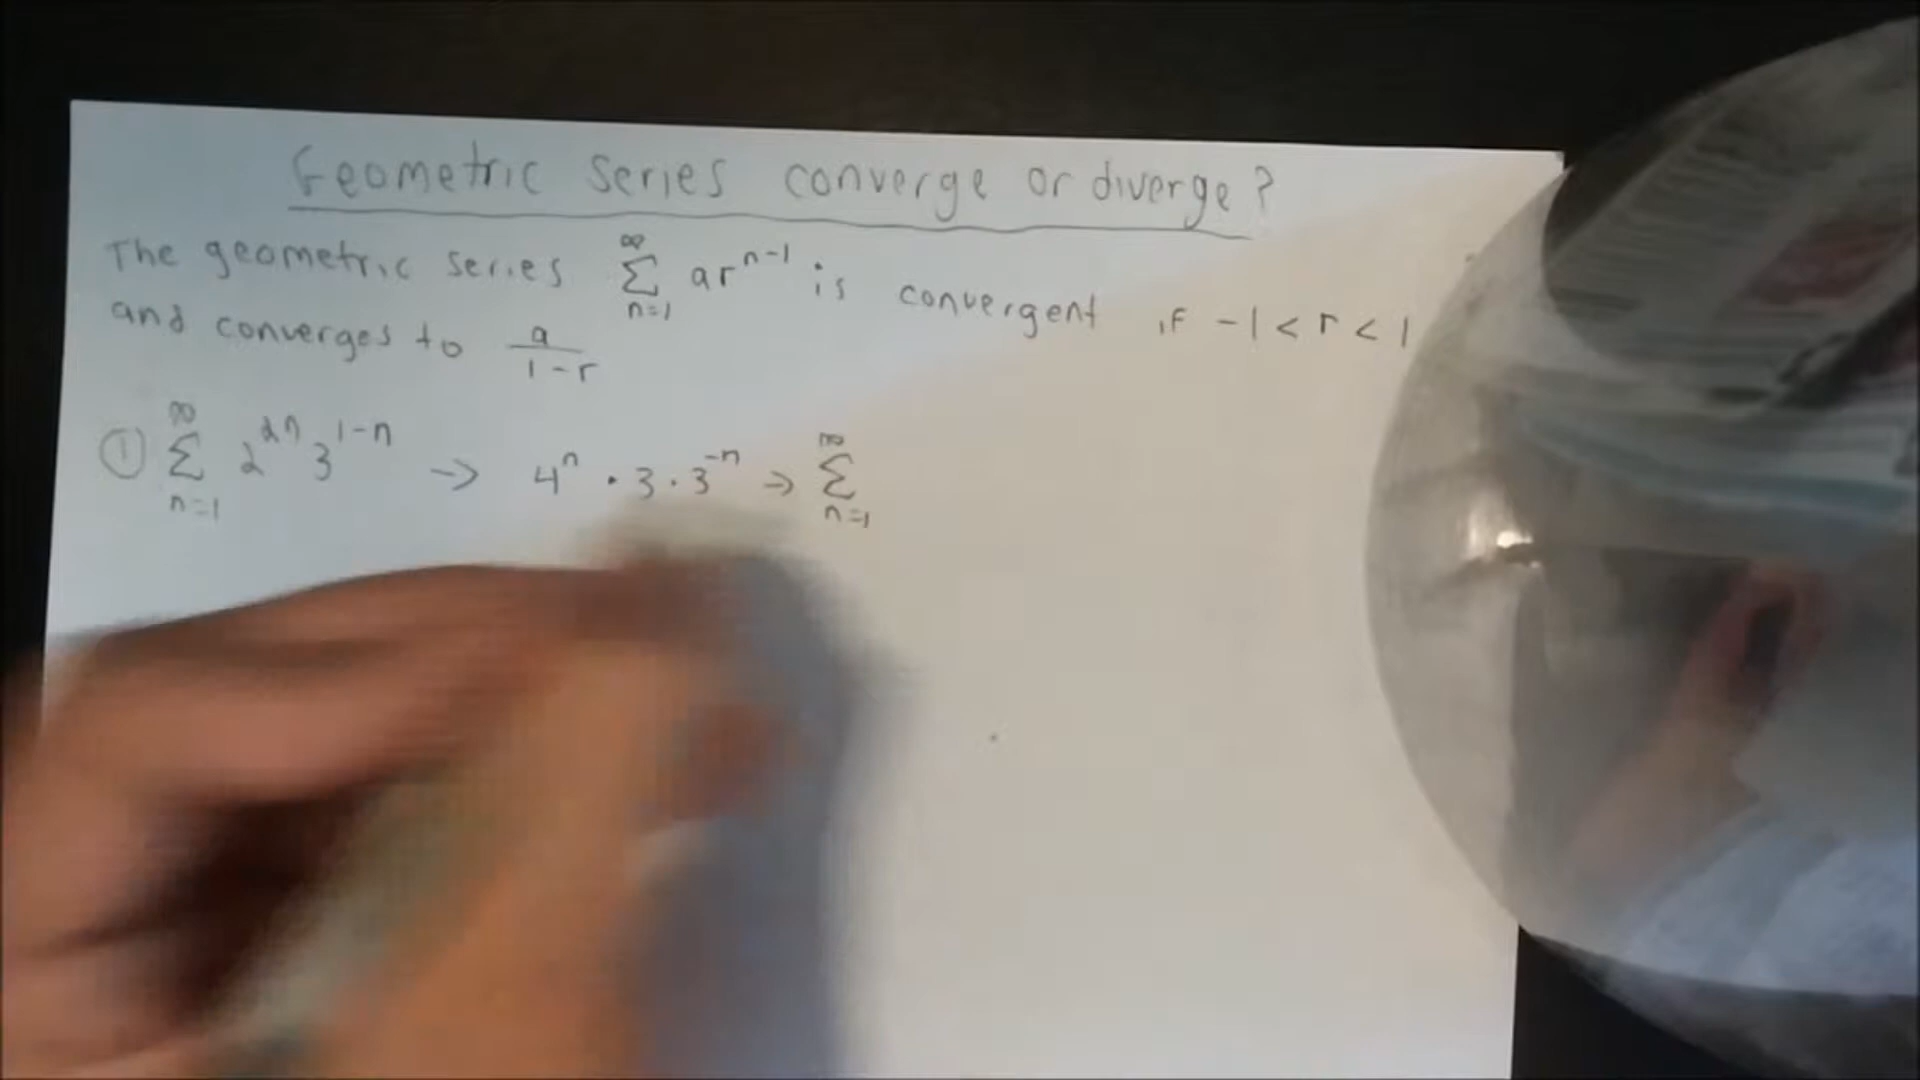 Geometric series converge or diverge?
The geometric series ∞ Σ n=1 ar^(n-1) is convergent if -1 < r < 1
and converges to a/(1-r)
① ∞ Σ n=1 2^(2n) 3^(1-n) → 4^n · 3 · 3^(-n) → ∞ Σ n=1